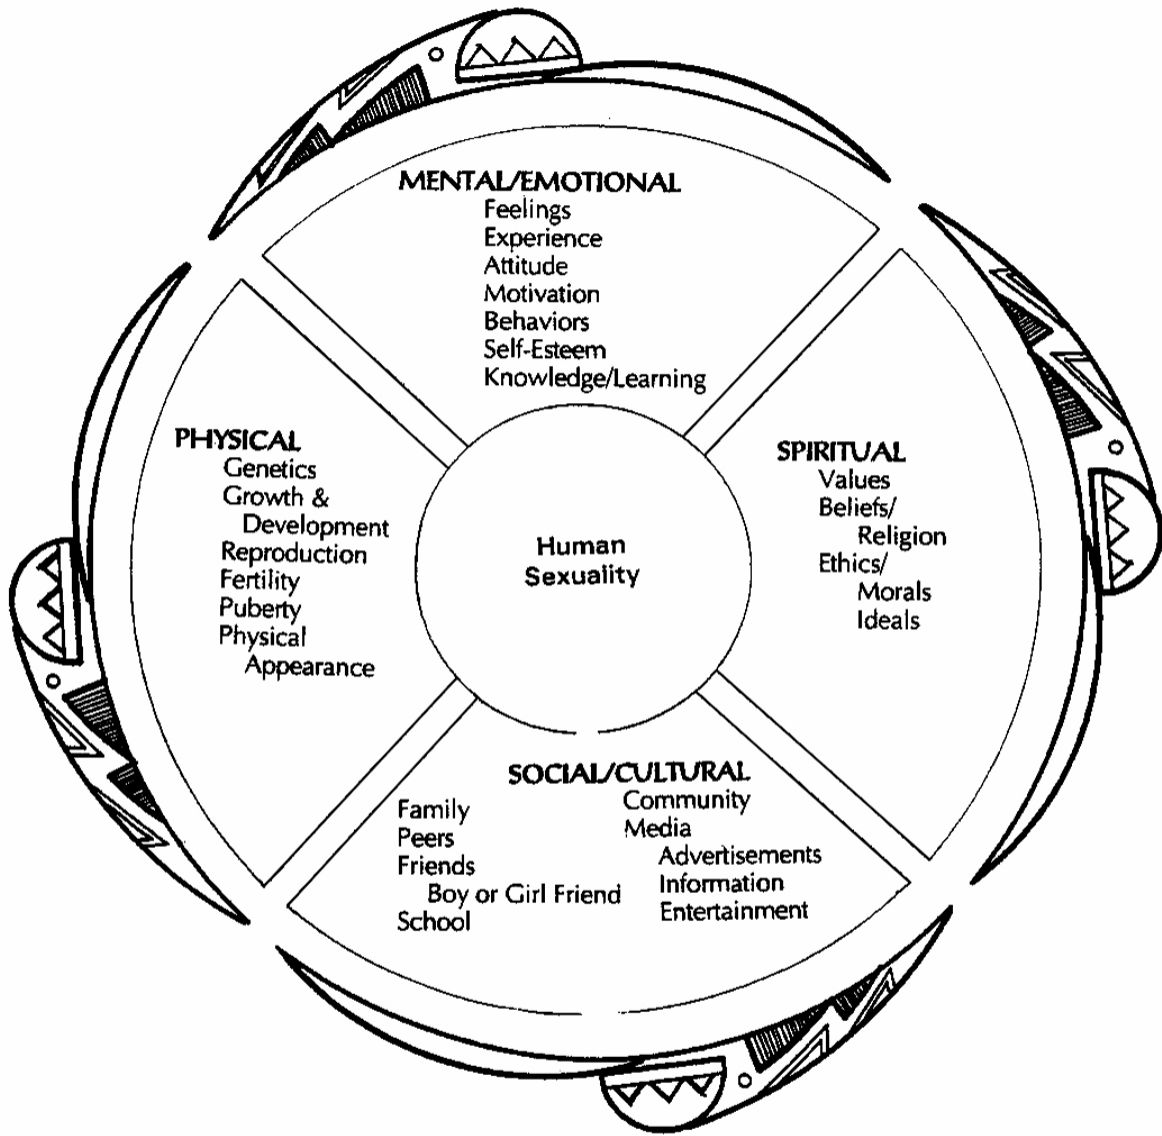 MENTAL/EMOTIONAL
Feelings
Experience
Attitude
Motivation
Behaviors
Self-Esteem
Knowledge/Learning
PHYSICAL
Genetics
Growth &
Development
Reproduction
Fertility
Puberty
Physical
Appearance
Human
Sexuality
SPIRITUAL
Values
Beliefs/
Religion
Ethics/
Morals
Ideals
SOCIAL/CULTURAL
Family
Peers
Friends
Boy or Girl Friend
School
Community
Media
Advertisements
Information
Entertainment